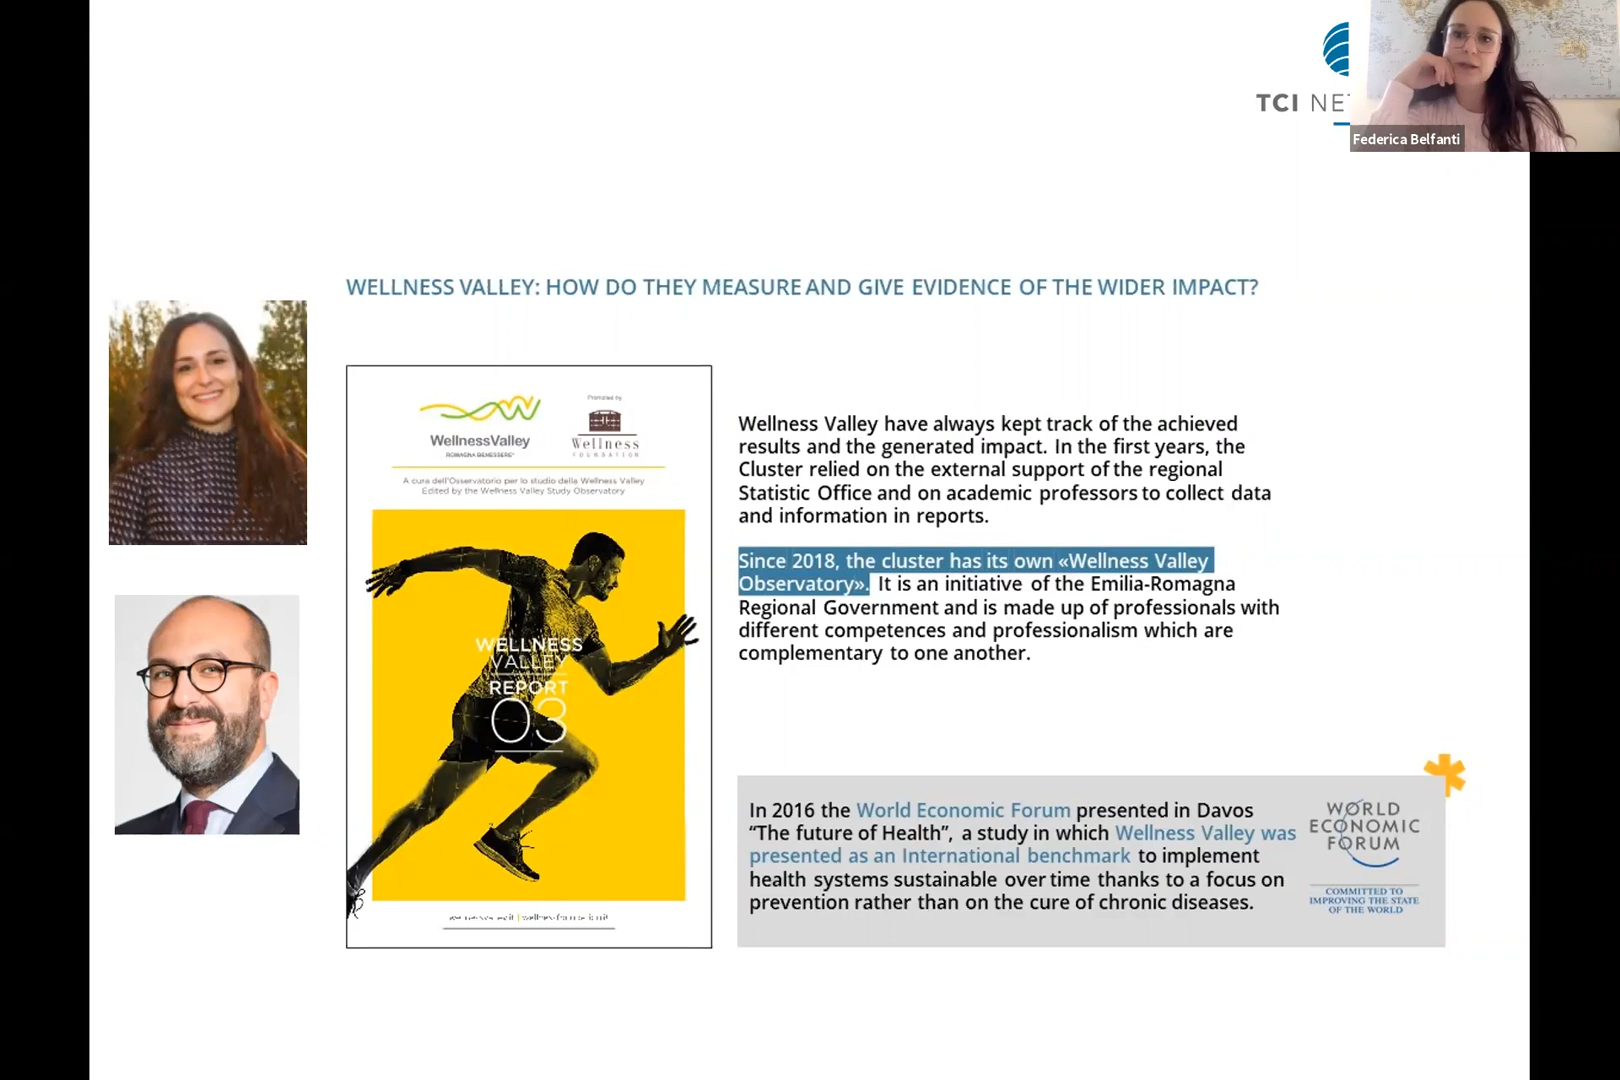 TCI NE
Federica Belfanti
WELLNESS VALLEY: HOW DO THEY MEASURE AND GIVE EVIDENCE OF THE WIDER IMPACT?
WellnessValley
ROMAGNA BENESSERE®
Promoted by
Wellness
FOUNDATION
A cura dell'Osservatorio per lo studio della Wellness Valley
Edited by the Wellness Valley Study Observatory
WELLNESS
VALLEY
REPORT
03
Wellness Valley have always kept track of the achieved
results and the generated impact. In the first years, the
Cluster relied on the external support of the regional
Statistic Office and on academic professors to collect data
and information in reports.
Since 2018, the cluster has its own «Wellness Valley
Observatory». It is an initiative of the Emilia-Romagna
Regional Government and is made up of professionals with
different competences and professionalism which are
complementary to one another.
In 2016 the World Economic Forum presented in Davos
“The future of Health”, a study in which Wellness Valley was
presented as an International benchmark to implement
health systems sustainable over time thanks to a focus on
prevention rather than on the cure of chronic diseases.
WORLD
ECONOMIC
FORUM
COMMITTED TO
IMPROVING THE STATE
OF THE WORLD